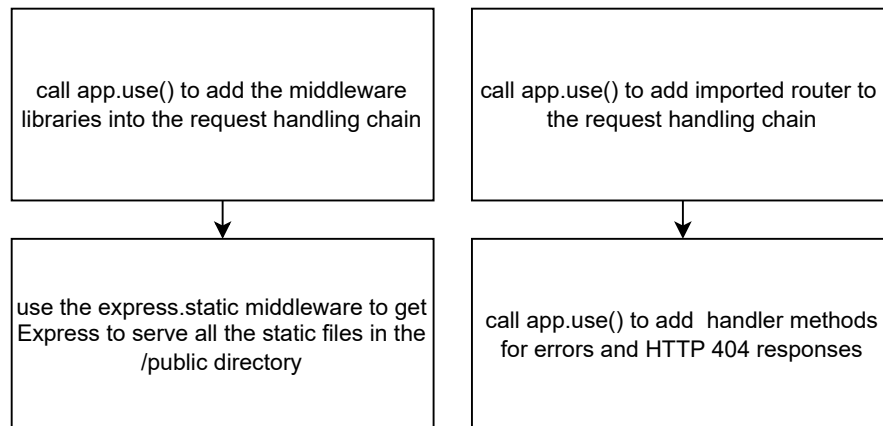 call app.use() to add the middleware
libraries into the request handling chain
use the express.static middleware to get
Express to serve all the static files in the
/public directory
call app.use() to add imported router to
the request handling chain
call app.use() to add  handler methods
for errors and HTTP 404 responses